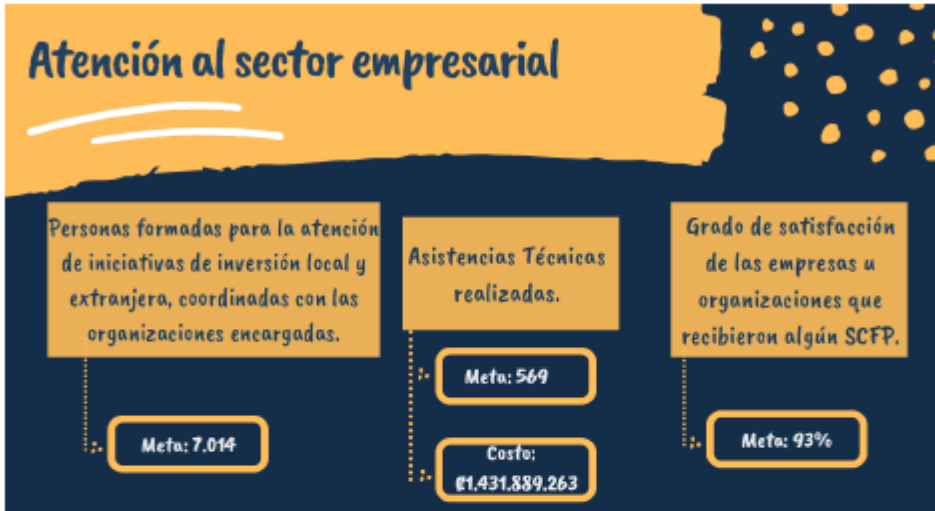 Atención al sector empresarial
Personas formadas para la atención
de iniciativas de inversión local y
extranjera, coordinadas con las
organizaciones encargadas.
Meta: 7.014
Asistencias Técnicas
realizadas.
Meta: 569
Costo:
₡1.431.889.263
Grado de satisfacción
de las empresas u
organizaciones que
recibieron algún SCFP.
Meta: 93%